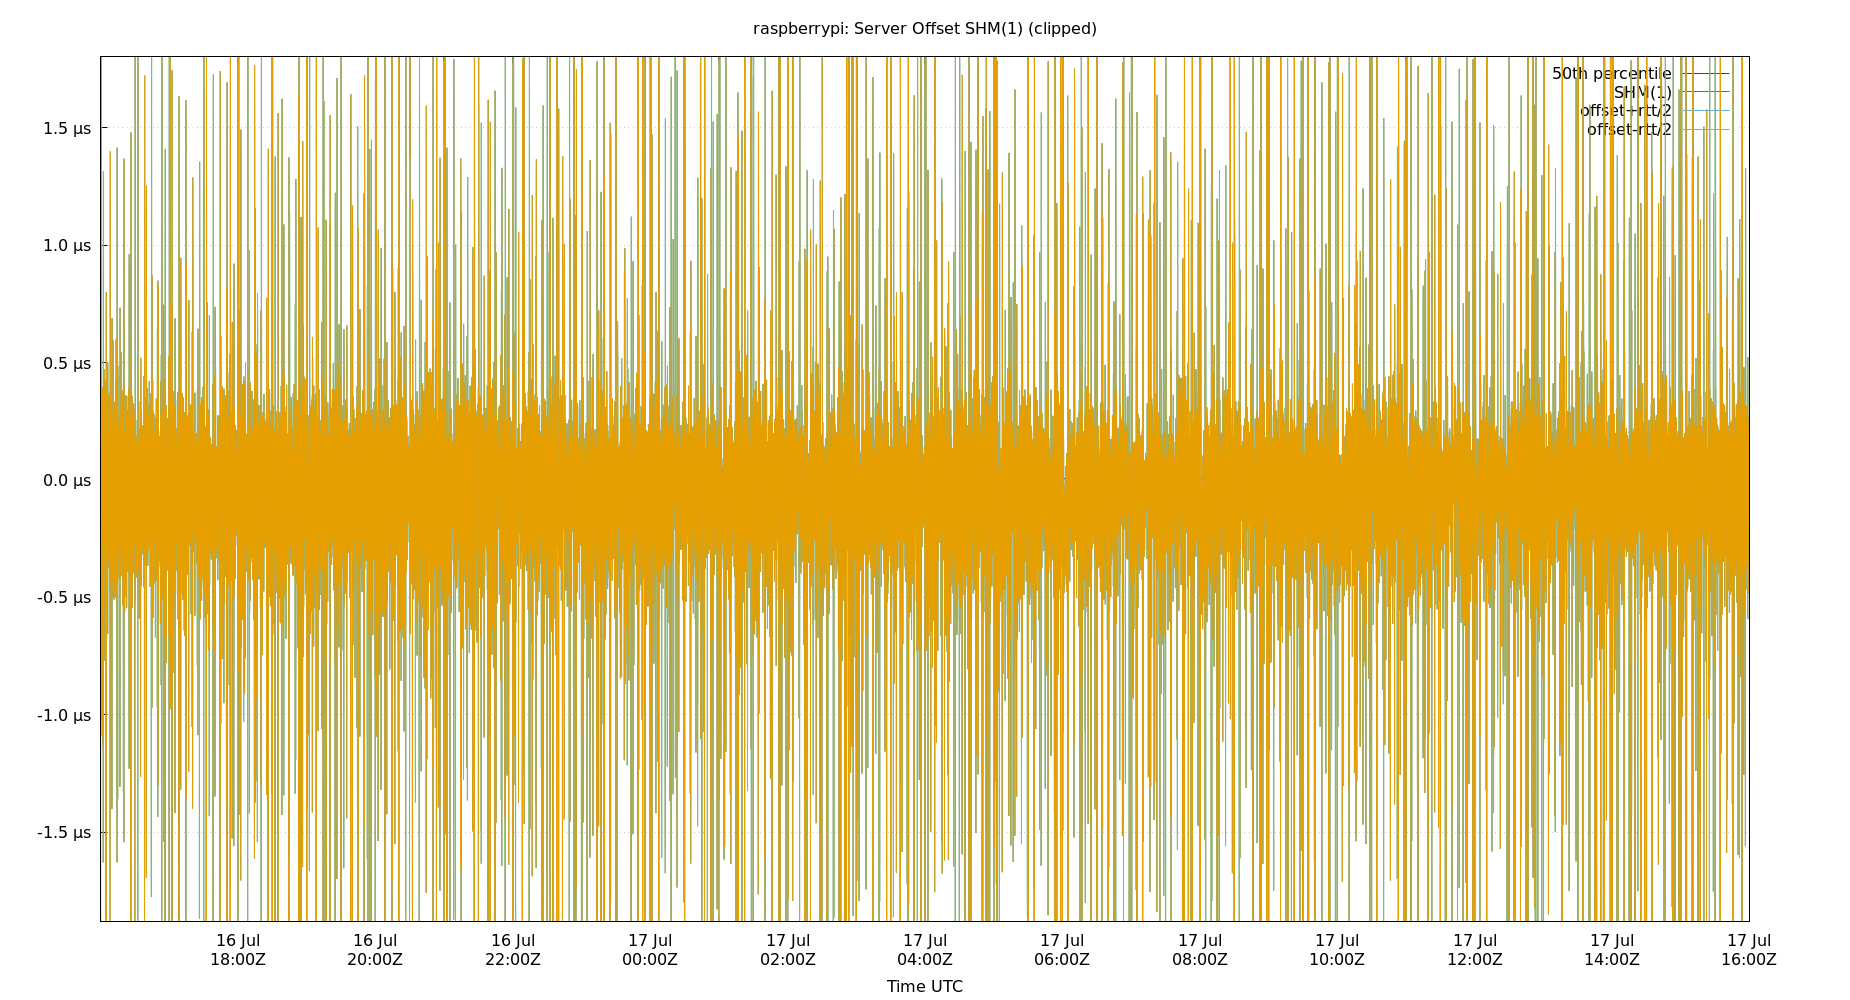 raspberrypi: Server Offset SHM(1) (clipped)
50th percentile
SHM(1)
offset+rtt/2
offset-rtt/2
1.5 µs
1.0 µs
0.5 µs
0.0 µs
-0.5 µs
-1.0 µs
-1.5 µs
16 Jul 16 Jul 16 Jul 17 Jul 17 Jul 17 Jul 17 Jul 17 Jul 17 Jul 17 Jul 17 Jul 17 Jul
18:00Z 20:00Z 22:00Z 00:00Z 02:00Z 04:00Z 06:00Z 08:00Z 10:00Z 12:00Z 14:00Z 16:00Z
Time UTC